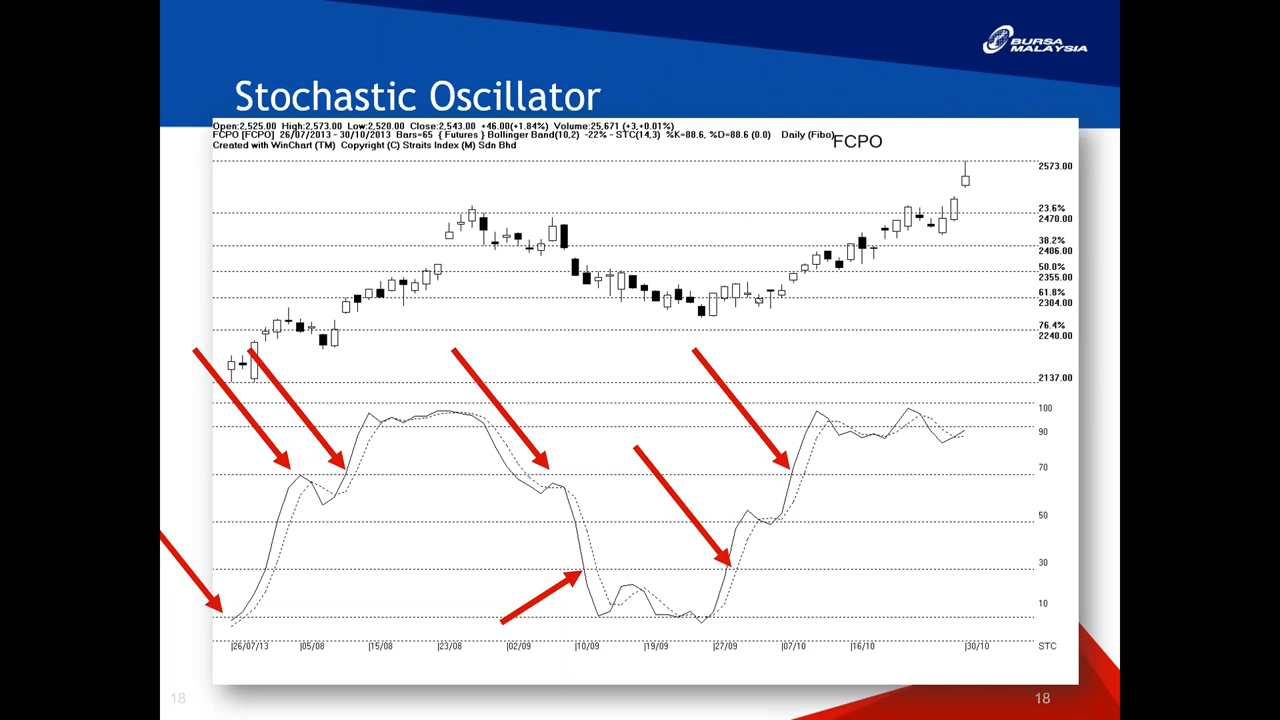 BURSA
MALAYSIA
Stochastic Oscillator
Open:2,525.00 High:2,573.00 Low:2,520.00 Close:2,543.00 +46.00(+1.84%) Volume:25,671 (+3,+0.01%)
FCPO [FCPO] 26/07/2013 - 30/10/2013 Bars=65 { Futures } Bollinger Band(10,2) -22% - STC(14,3) %K=88.6, %D=88.6 (0.0) Daily (Fibo)
FCPO
Created with WinChart (TM) Copyright (C) Straits Index (M) Sdn Bhd
2573.00
23.6%
2470.00
38.2%
2406.00
50.0%
2355.00
61.8%
2304.00
76.4%
2240.00
2137.00
100
90
70
50
30
10
|26/07/13 |05/08 |15/08 |23/08 |02/09 |10/09 |19/09 |27/09 |07/10 |16/10 |30/10 STC
18 18